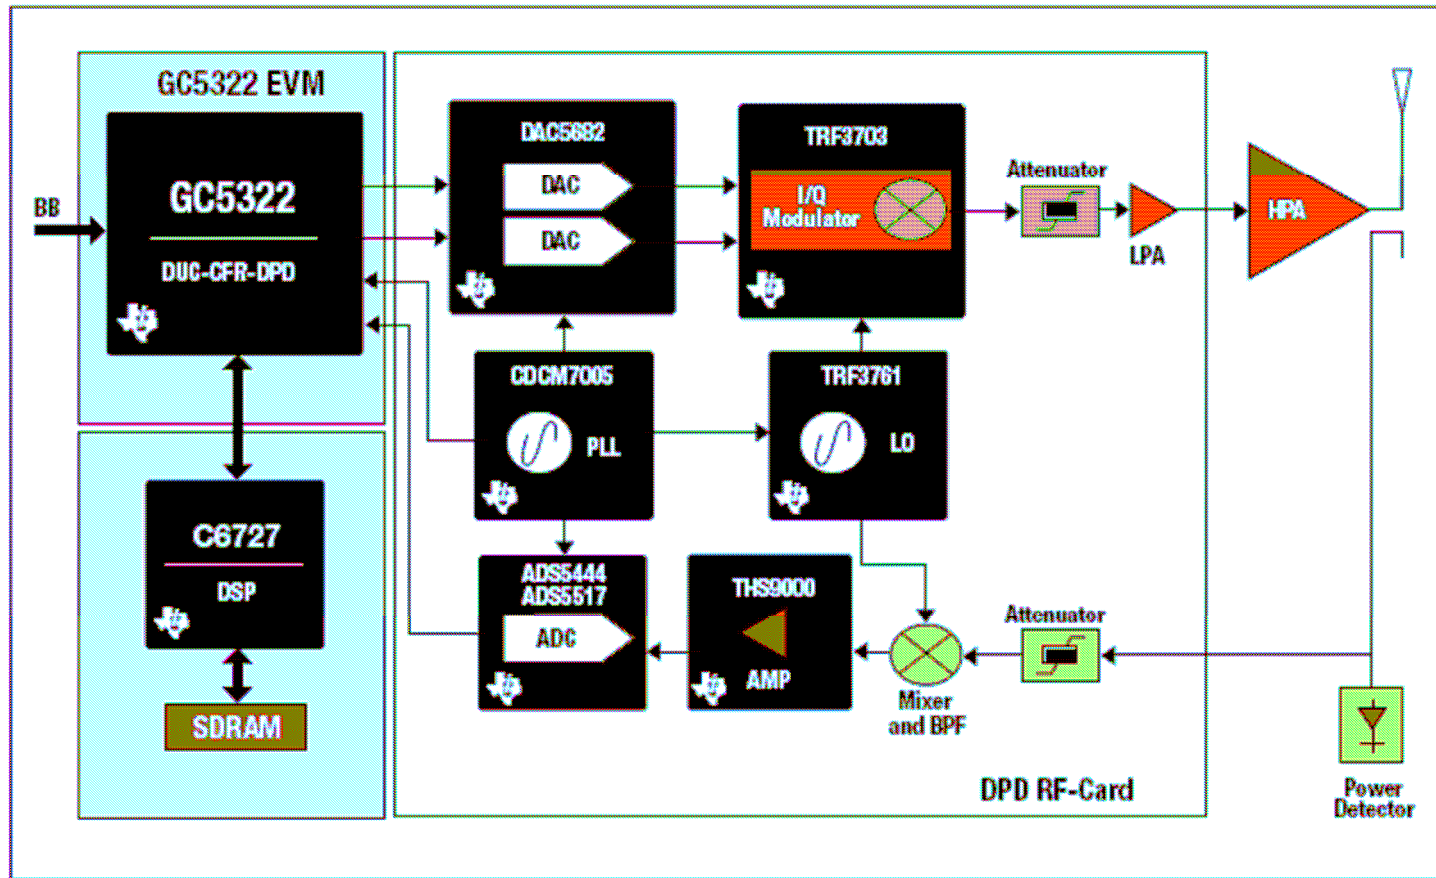 GC5322 EVM
BB
GC5322
DUC-CFR-DPD
DAC5682
DAC
DAC
TRF3703
I/Q
Modulator
Attenuator
LPA
HPA
CDCM7005
PLL
TRF3761
LO
C6727
DSP
SDRAM
ADS5444
ADS5517
ADC
THS9000
AMP
Mixer
and BPF
Attenuator
Power
Detector
DPD RF-Card